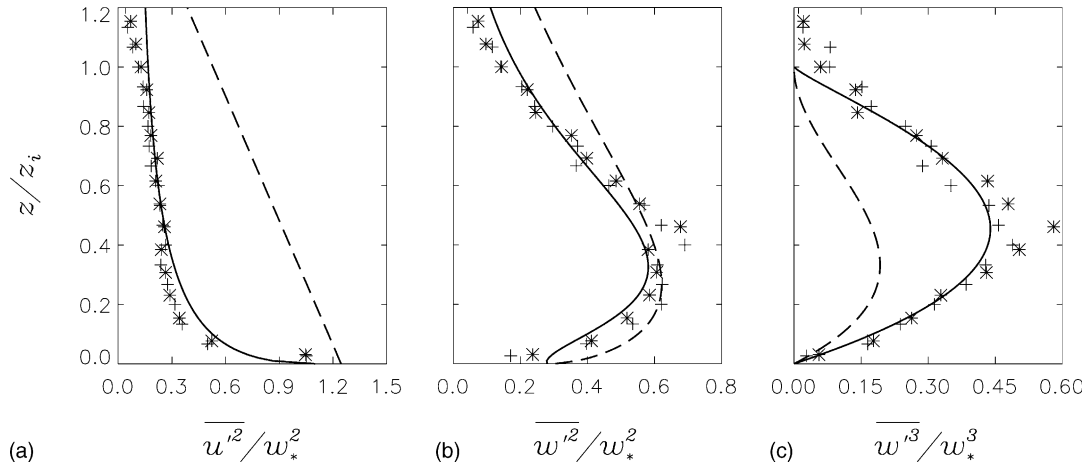 1.2
1.0
0.8
0.6
0.4
0.2
0.0
z/z_i
0.0 0.3 0.6 0.9 1.2 1.5
0.0 0.2 0.4 0.6 0.8
0.00 0.15 0.30 0.45 0.60
(a) \overline{u'^2}/w_*^2
(b) \overline{w'^2}/w_*^2
(c) \overline{w'^3}/w_*^3